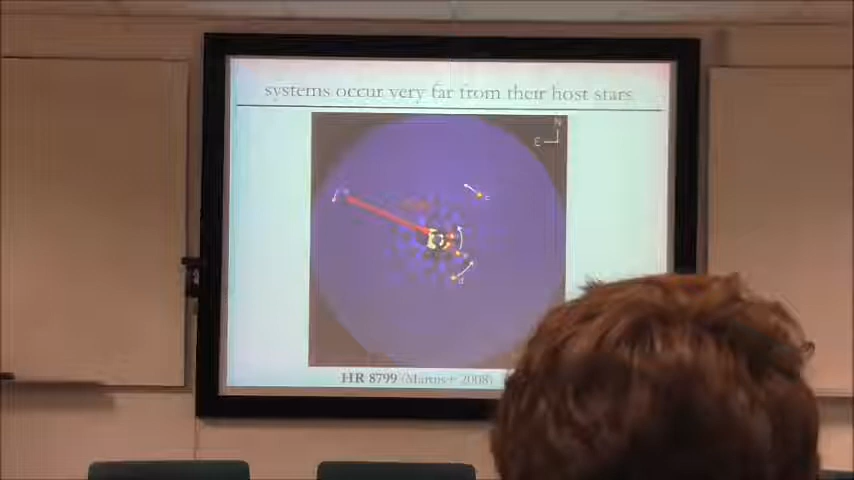 systems occur very far from their host stars
N
E
c
d
HR 8799 (Marois+ 2008)